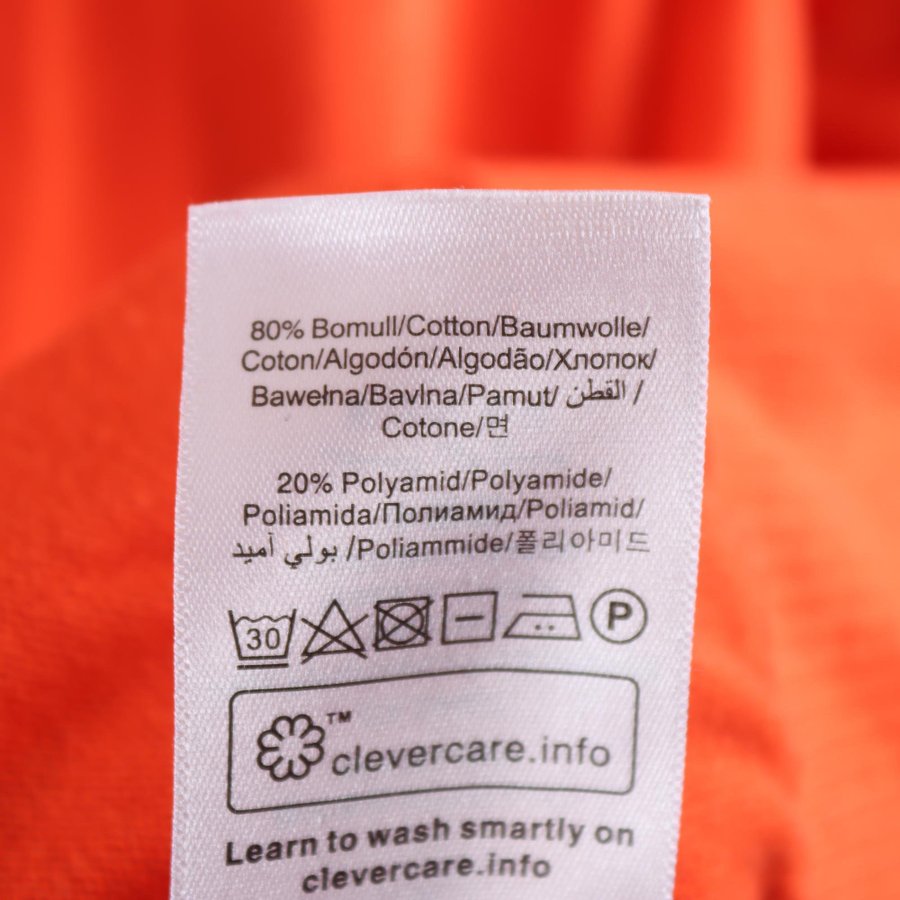 80% Bomull/Cotton/Baumwolle/
Coton/Algodón/Algodão/Хлопок/
Bawełna/Bavlna/Pamut/ القطن /
Cotone/면
20% Polyamid/Polyamide/
Poliamida/Полиамид/Poliamid/
بولي أميد /Poliammide/폴리아미드
30 P
™
clevercare.info
Learn to wash smartly on
clevercare.info